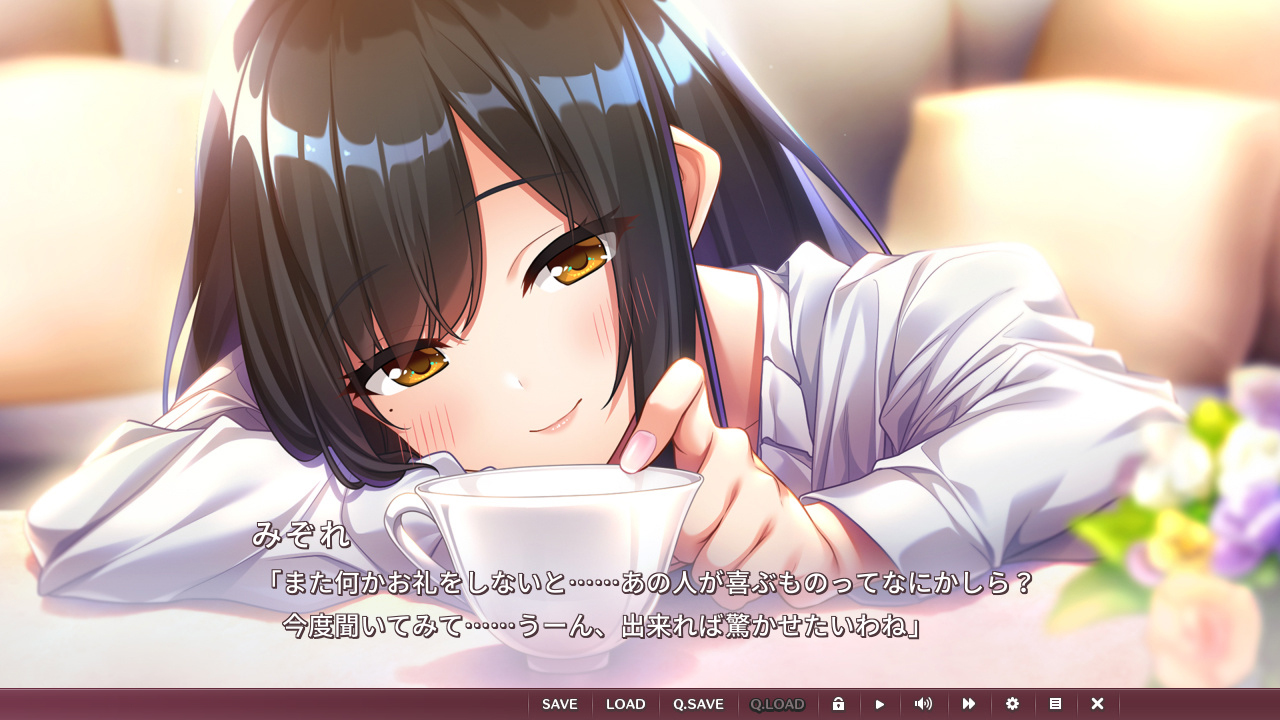 みぞれ
「また何かお礼をしないと……あの人が喜ぶものってなにかしら？
今度聞いてみて……うーん、出来れば驚かせたいわね」
SAVE LOAD Q.SAVE Q.LOAD